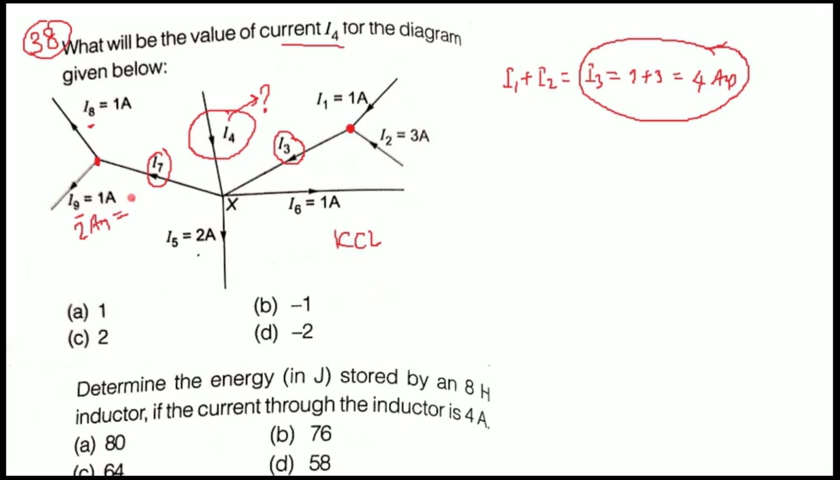 38 What will be the value of current I4 for the diagram
given below:
I1 + I2 = I3 = 1+3 = 4 Amp
I8 = 1A
I4 → ?
I1 = 1A
I3
I2 = 3A
I7
I9 = 1A
X
I6 = 1A
2 Am =
I5 = 2A
KCL
(a) 1
(b) −1
(c) 2
(d) −2
Determine the energy (in J) stored by an 8 H
inductor, if the current through the inductor is 4 A.
(a) 80
(b) 76
(c) 64
(d) 58